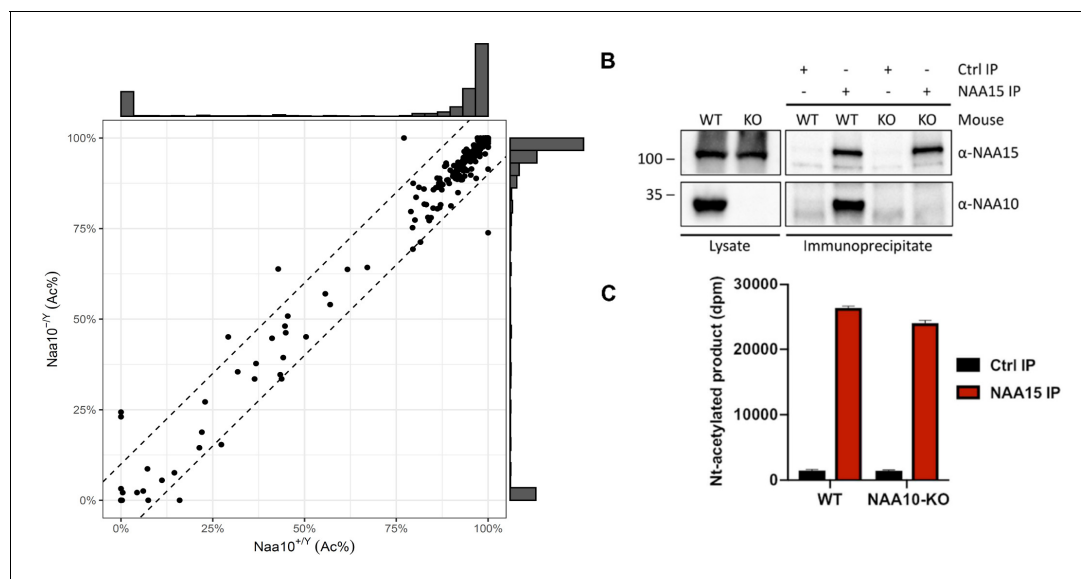 100%
75%
50%
25%
0%
Naa10-/Y (Ac%)
0%
25%
50%
75%
100%
Naa10+/Y (Ac%)
B
+ - + - Ctrl IP
- + - + NAA15 IP
WT KO WT WT KO KO Mouse
100 – α-NAA15
35 – α-NAA10
Lysate Immunoprecipitate
C
30000
20000
10000
0
Nt-acetylated product (dpm)
WT NAA10-KO
Ctrl IP
NAA15 IP